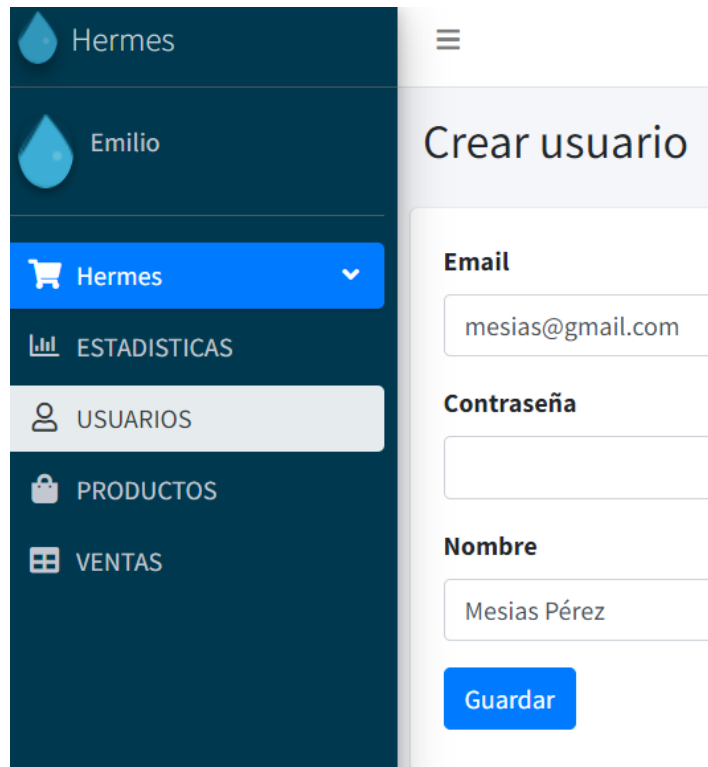 Hermes
Emilio
Hermes
ESTADISTICAS
USUARIOS
PRODUCTOS
VENTAS
Crear usuario
Email
mesias@gmail.com
Contraseña
Nombre
Mesias Pérez
Guardar